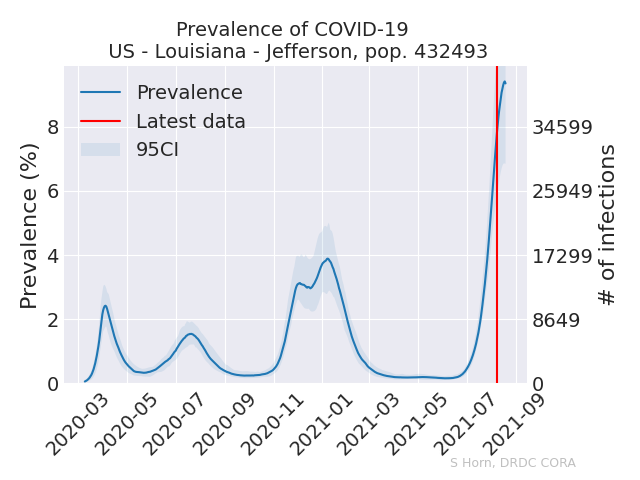 Prevalence of COVID-19
US - Louisiana - Jefferson, pop. 432493
Prevalence
Latest data
95CI
Prevalence (%)
8
6
4
2
0
34599
25949
17299
8649
0
# of infections
2020-03
2020-05
2020-07
2020-09
2020-11
2021-01
2021-03
2021-05
2021-07
2021-09
S Horn, DRDC CORA